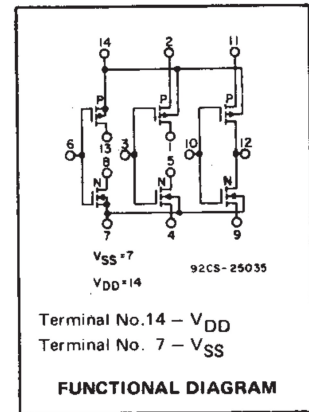 14 2 11
P P P
6 13 3 1 10 12
8 5
N N N
7 4 9
VSS=7
92CS-25035
VDD=14
Terminal No.14 – VDD
Terminal No. 7 – VSS
FUNCTIONAL DIAGRAM